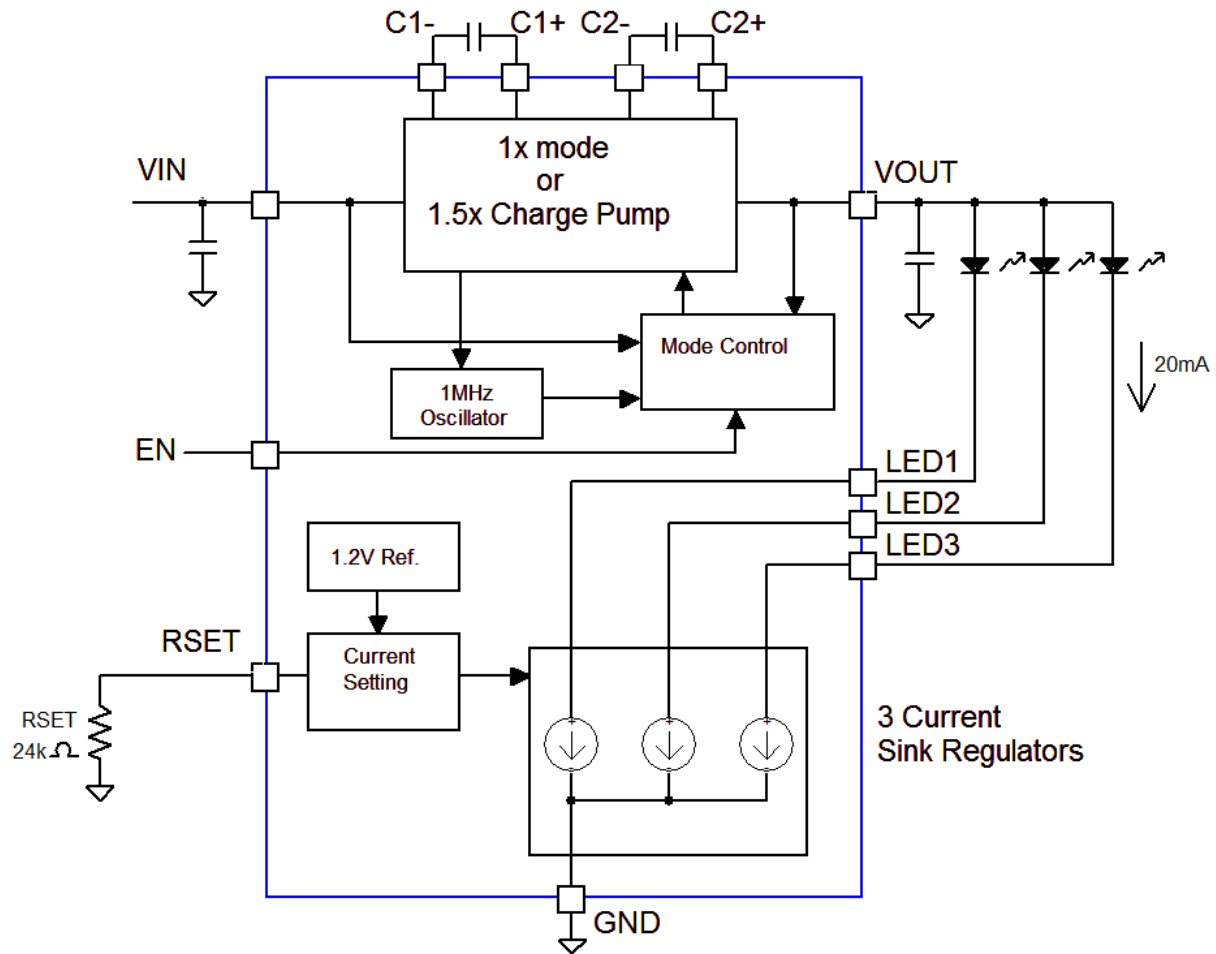 C1- C1+ C2- C2+
1x mode
or
1.5x Charge Pump
VIN
VOUT
Mode Control
1MHz
Oscillator
20mA
EN
LED1
LED2
LED3
1.2V Ref.
RSET
Current
Setting
RSET
24kΩ
3 Current
Sink Regulators
GND